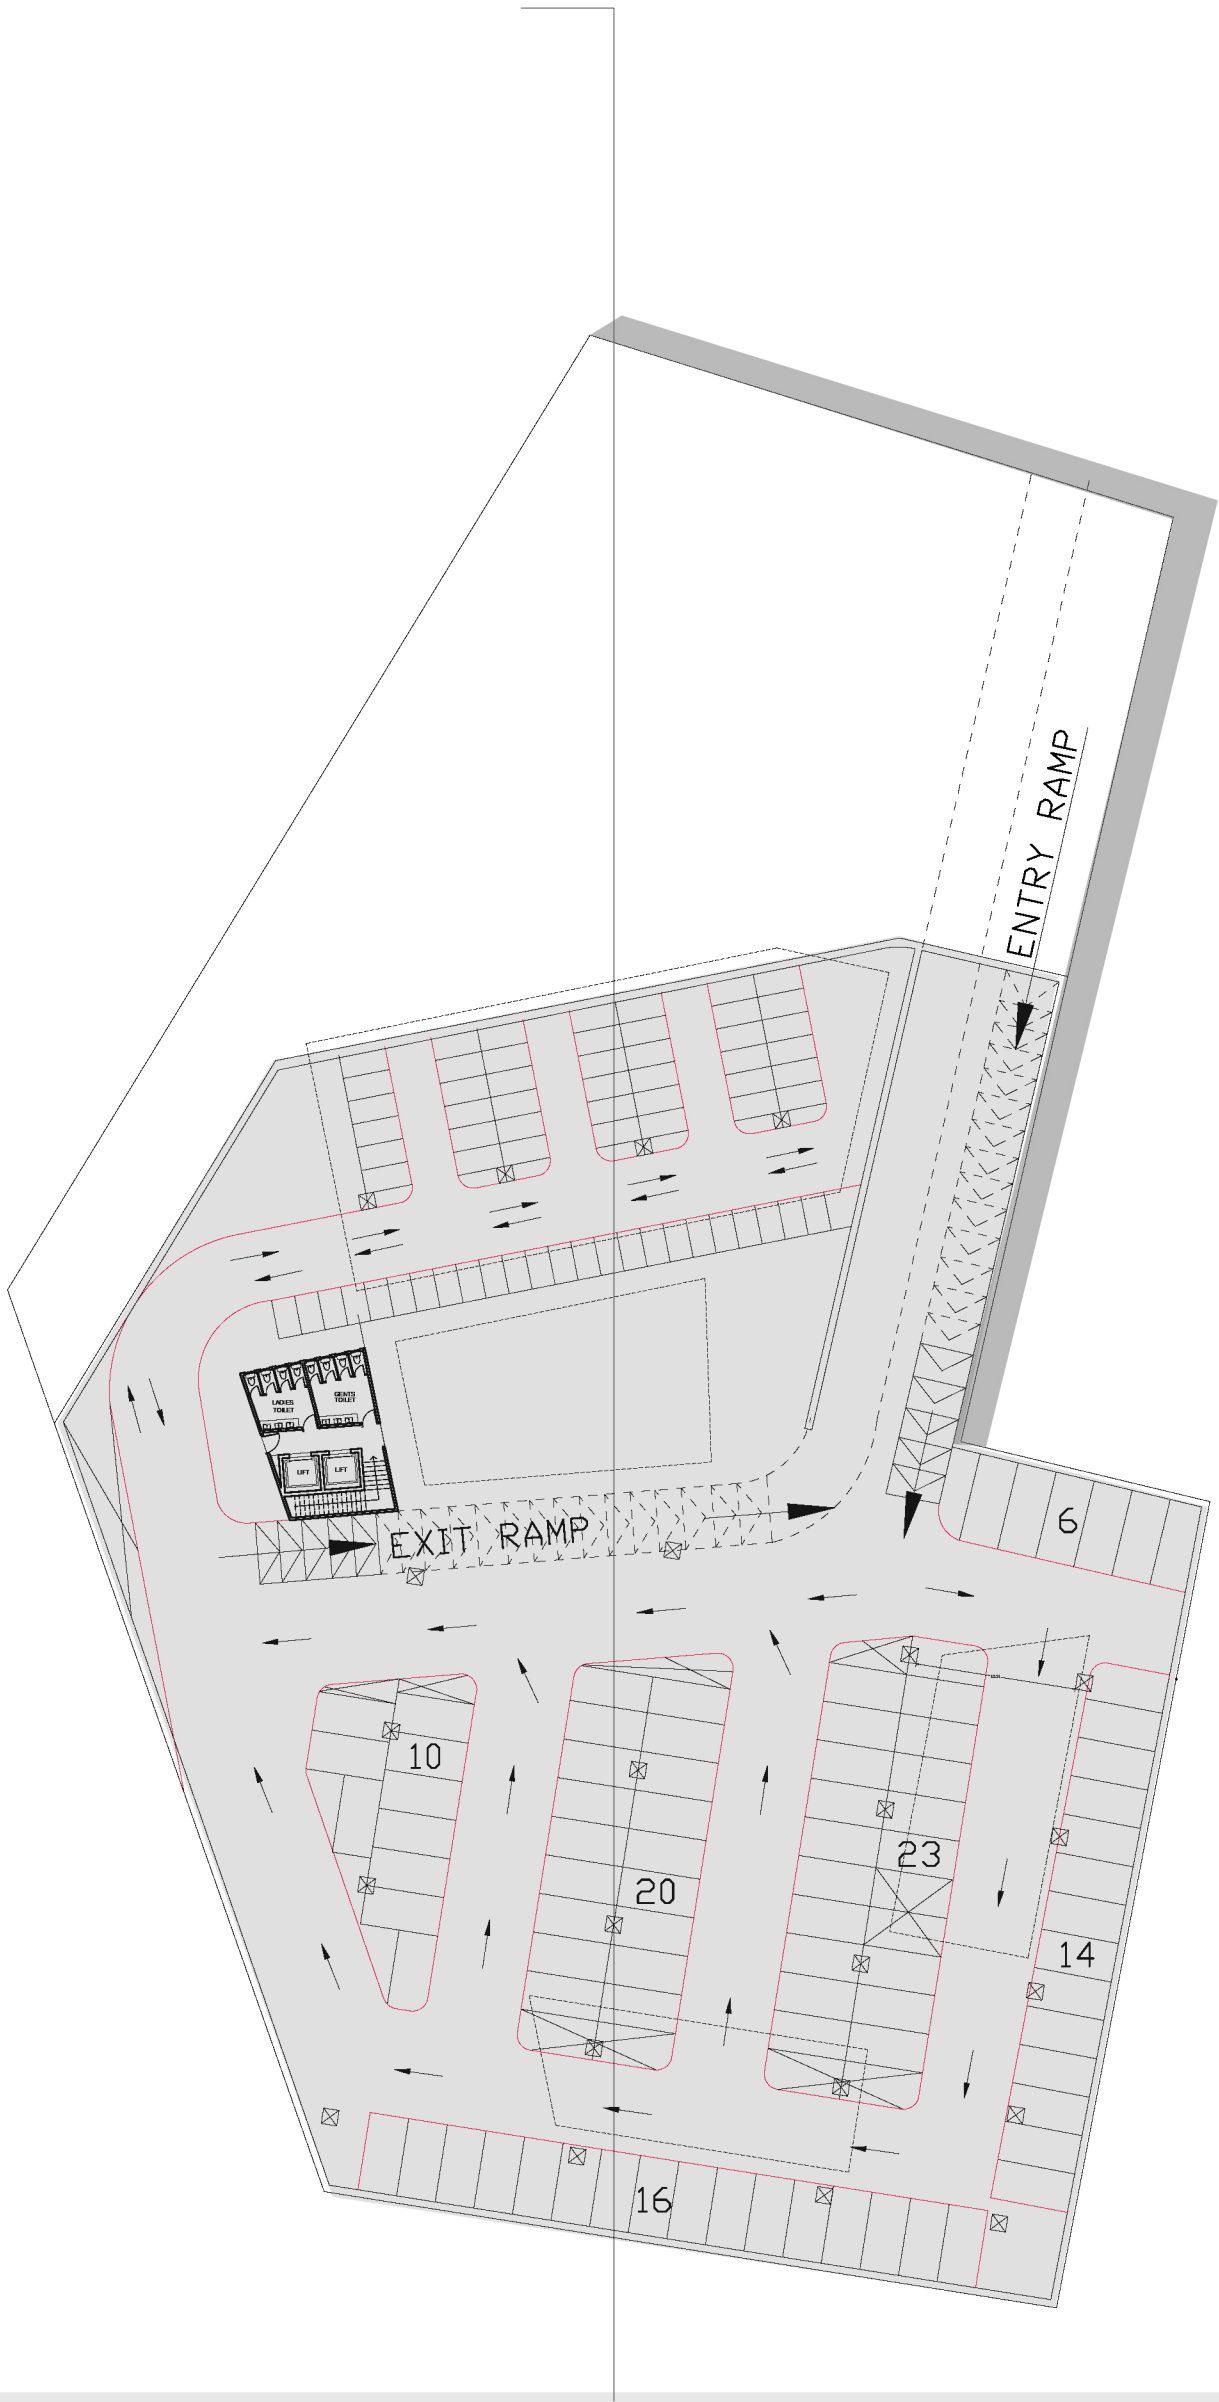 ENTRY RAMP
LADIES
TOILET
GENTS
TOILET
LIFT
LIFT
EXIT RAMP
6
10
23
20
14
16